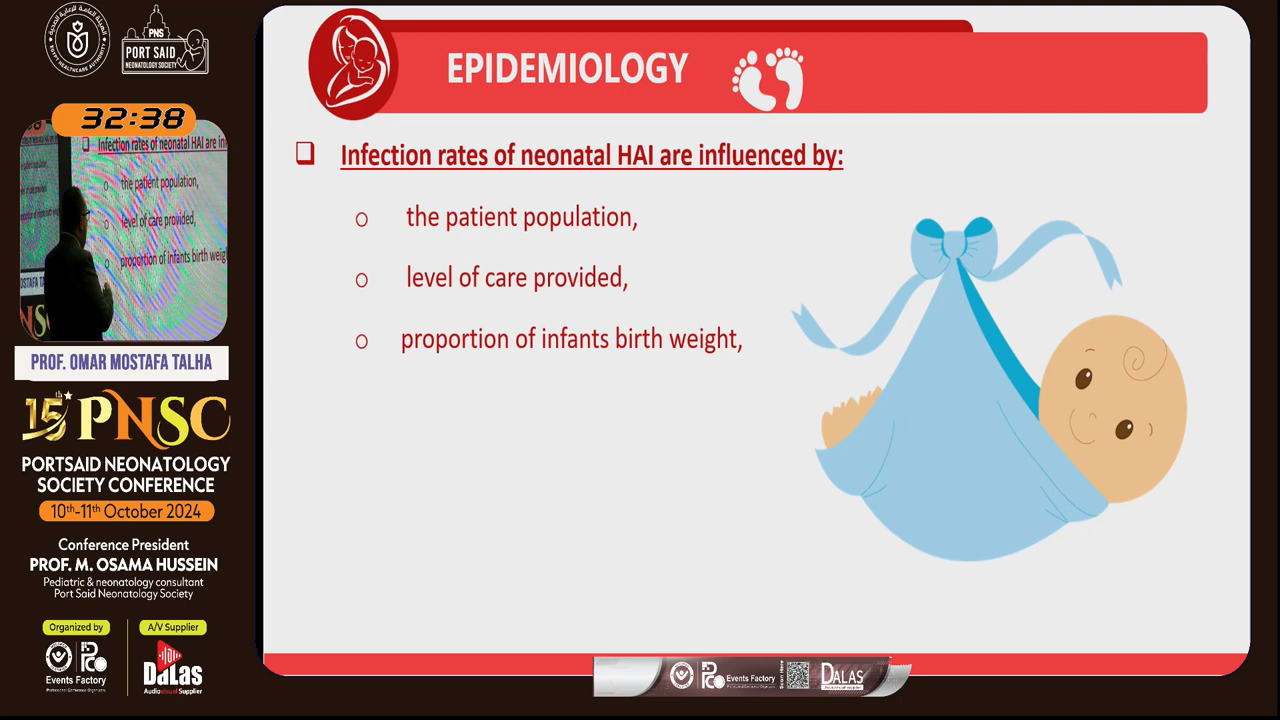 PNS
PORT SAID
NEONATOLOGY SOCIETY
32:38
Infection rates of neonatal HAI are in
the patient population,
level of care provided,
proportion of infants birth weig
PROF. OMAR MOSTAFA TALHA
15th PNSC
PORTSAID NEONATOLOGY
SOCIETY CONFERENCE
10th-11th October 2024
Conference President
PROF. M. OSAMA HUSSEIN
Pediatric & neonatology consultant
Port Said Neonatology Society
Organized by
Events Factory
A/V Supplier
DaLas
Audiovisual Supplier
EPIDEMIOLOGY
❑ Infection rates of neonatal HAI are influenced by:
o the patient population,
o level of care provided,
o proportion of infants birth weight,
Events Factory
Scan Here
DALAS